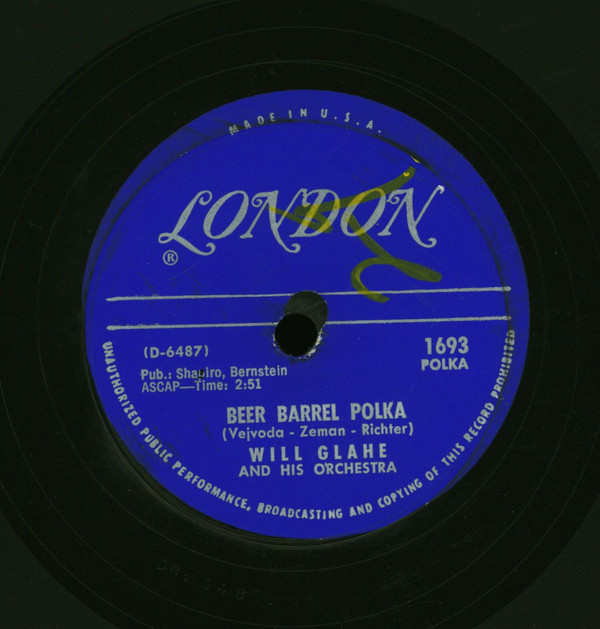 MADE IN U.S.A.
LONDON
®
(D-6487)
1693
Pub.: Shapiro, Bernstein
POLKA
ASCAP—Time: 2:51
BEER BARREL POLKA
(Vejvoda - Zeman - Richter)
WILL GLAHE
AND HIS ORCHESTRA
UNAUTHORIZED PUBLIC PERFORMANCE, BROADCASTING AND COPYING OF THIS RECORD PROHIBITED